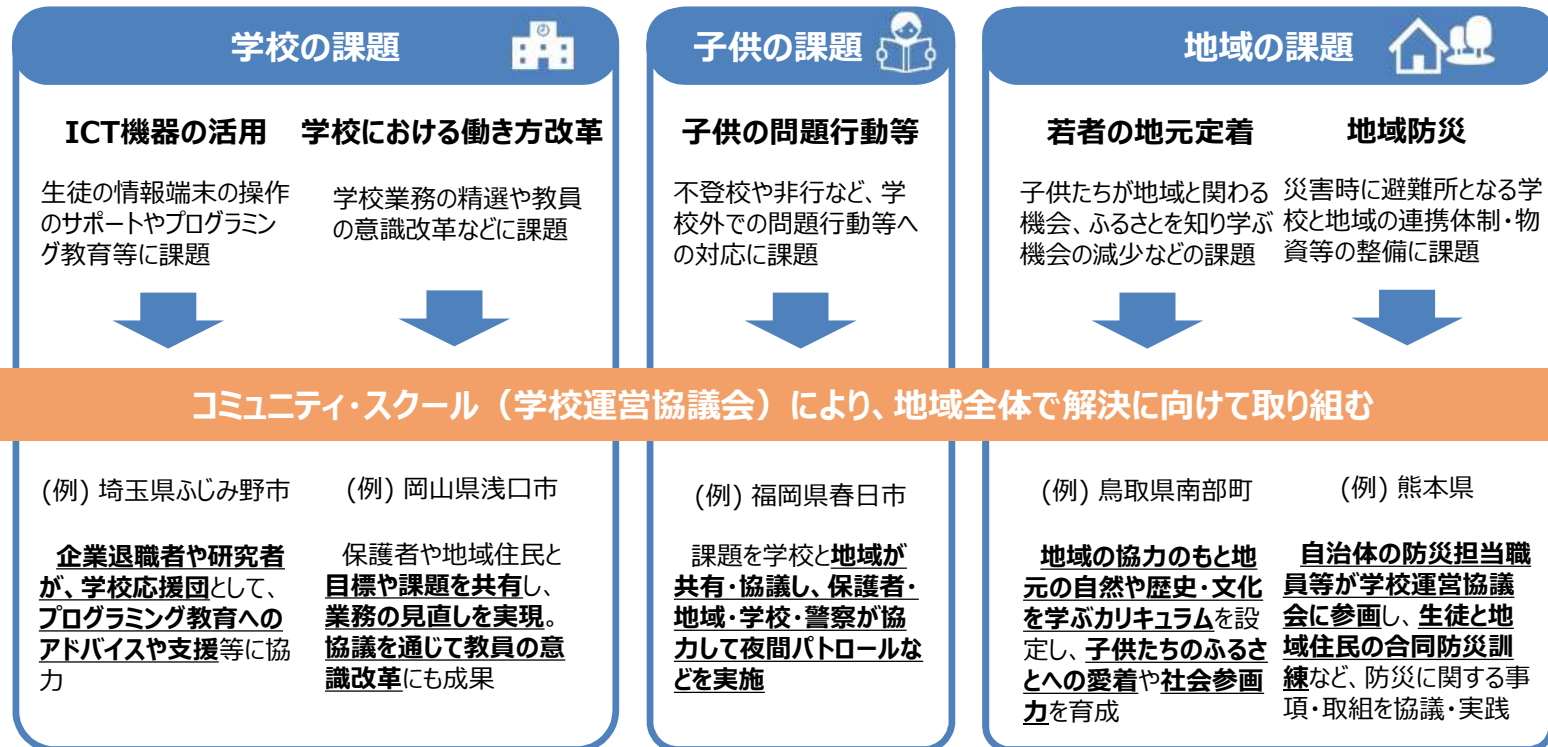 学校の課題
ICT機器の活用
生徒の情報端末の操作
のサポートやプログラミン
グ教育等に課題
学校における働き方改革
学校業務の精選や教員
の意識改革などに課題
子供の課題
子供の問題行動等
不登校や非行など、学
校外での問題行動等へ
の対応に課題
地域の課題
若者の地元定着
子供たちが地域と関わる
機会、ふるさとを知り学ぶ
機会の減少などの課題
地域防災
災害時に避難所となる学
校と地域の連携体制・物
資等の整備に課題
コミュニティ・スクール（学校運営協議会）により、地域全体で解決に向けて取り組む
(例) 埼玉県ふじみ野市
企業退職者や研究者
が、学校応援団として、
プログラミング教育への
アドバイスや支援等に協
力
(例) 岡山県浅口市
保護者や地域住民と
目標や課題を共有し、
業務の見直しを実現。
協議を通じて教員の意
識改革にも成果
(例) 福岡県春日市
課題を学校と地域が
共有・協議し、保護者・
地域・学校・警察が協
力して夜間パトロールな
どを実施
(例) 鳥取県南部町
地域の協力のもと地
元の自然や歴史・文化
を学ぶカリキュラムを設
定し、子供たちのふるさ
とへの愛着や社会参画
力を育成
(例) 熊本県
自治体の防災担当職
員等が学校運営協議
会に参画し、生徒と地
域住民の合同防災訓
練など、防災に関する事
項・取組を協議・実践